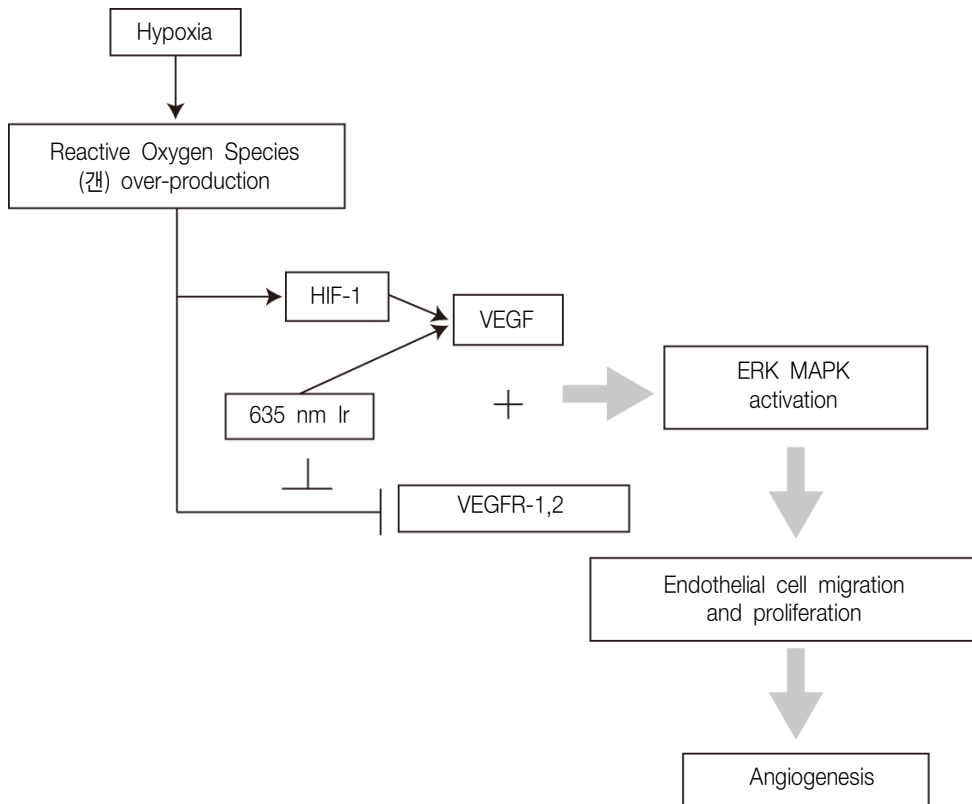 Hypoxia
Reactive Oxygen Species
(갠) over-production
HIF-1
VEGF
ERK MAPK
activation
635 nm Ir
+
VEGFR-1,2
Endothelial cell migration
and proliferation
Angiogenesis